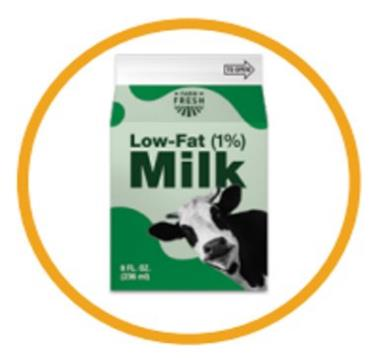 TO OPEN
FARM
FRESH
Low-Fat (1%)
Milk
8 FL. OZ.
(236 ml)